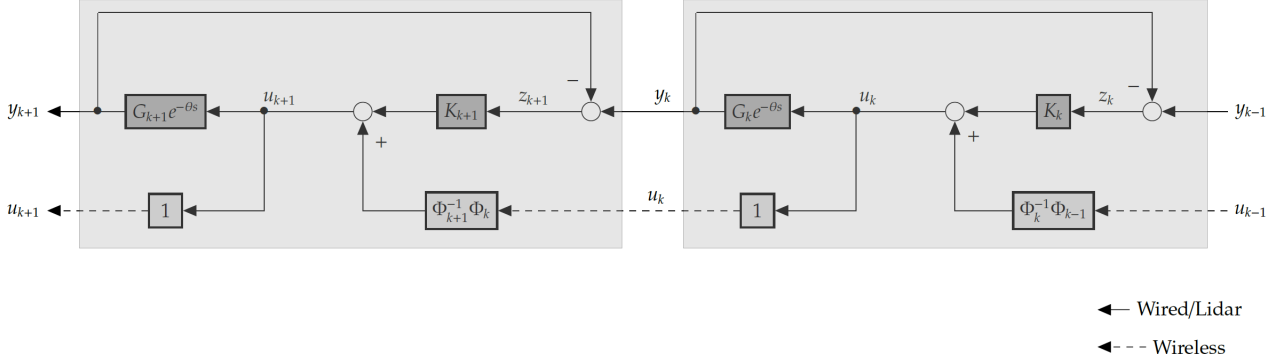 − −
y_{k+1} G_{k+1}e^{−θs} u_{k+1} K_{k+1} z_{k+1} y_k G_k e^{−θs} u_k K_k z_k y_{k−1}
+ +
u_{k+1} 1 Φ_{k+1}^{−1}Φ_k u_k 1 Φ_k^{−1}Φ_{k−1} u_{k−1}
Wired/Lidar
Wireless